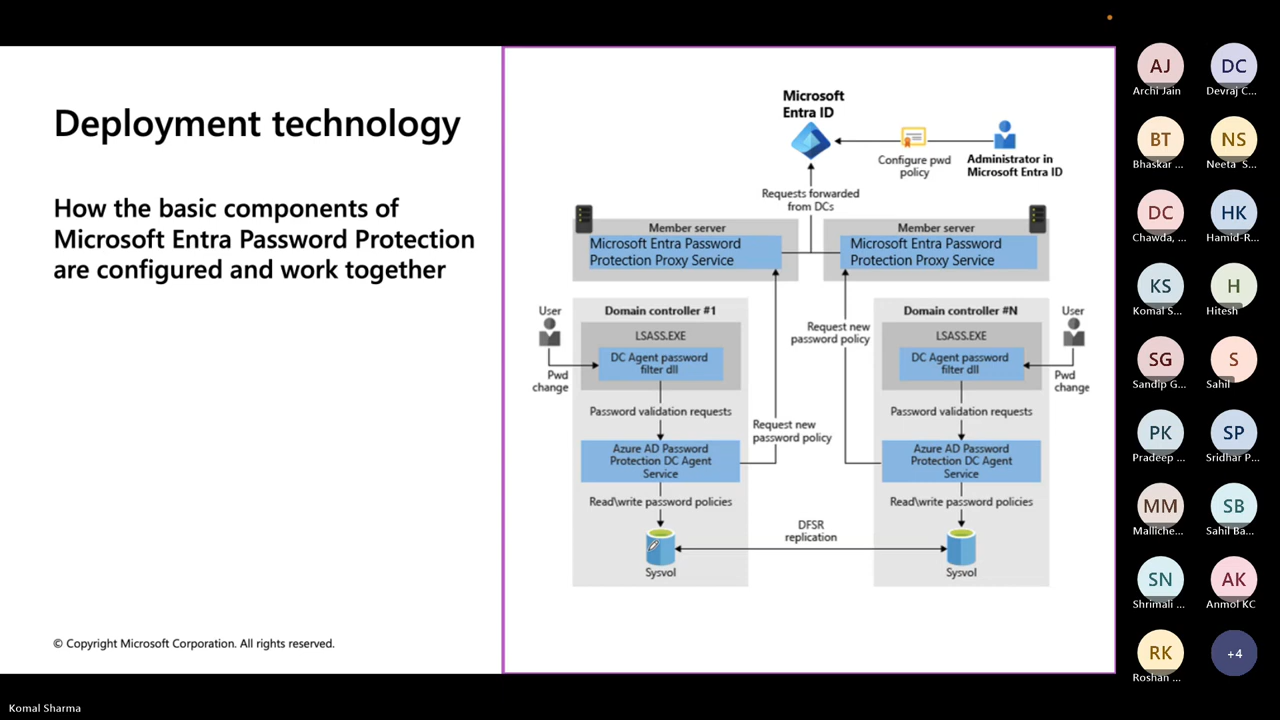 Deployment technology
How the basic components of
Microsoft Entra Password Protection
are configured and work together
© Copyright Microsoft Corporation. All rights reserved.
Microsoft
Entra ID
Configure pwd
policy
Administrator in
Microsoft Entra ID
Requests forwarded
from DCs
Member server
Microsoft Entra Password
Protection Proxy Service
Member server
Microsoft Entra Password
Protection Proxy Service
User
Pwd
change
Domain controller #1
LSASS.EXE
DC Agent password
filter dll
Password validation requests
Azure AD Password
Protection DC Agent
Service
Read\write password policies
Sysvol
Request new
password policy
Request new
password policy
DFSR
replication
Domain controller #N
LSASS.EXE
DC Agent password
filter dll
Password validation requests
Azure AD Password
Protection DC Agent
Service
Read\write password policies
Sysvol
User
Pwd
change
AJ
Archi Jain
DC
Devraj C...
BT
Bhaskar ...
NS
Neeta S...
DC
Chawda, ...
HK
Hamid-R...
KS
Komal S...
H
Hitesh
SG
Sandip G...
S
Sahil
PK
Pradeep ...
SP
Sridhar P...
MM
Malliche...
SB
Sahil Ba...
SN
Shrimali ...
AK
Anmol KC
RK
Roshan ...
+4
Komal Sharma